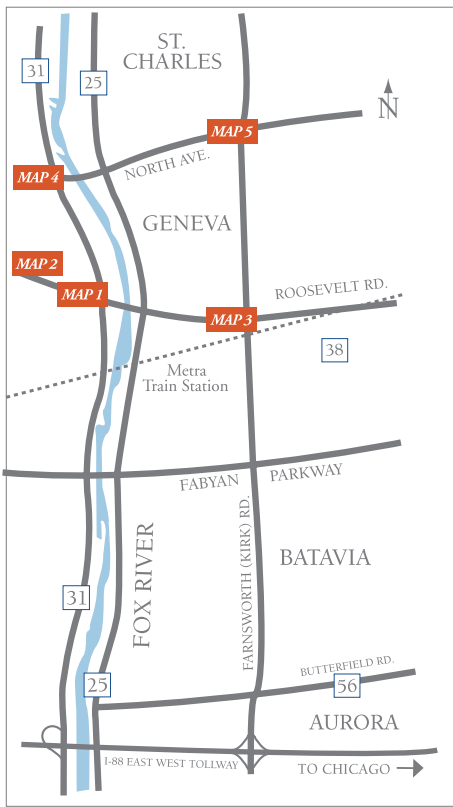 ST.
CHARLES
31
25
N
MAP 5
NORTH AVE.
MAP 4
GENEVA
MAP 2
MAP 1
ROOSEVELT RD.
MAP 3
38
Metra
Train Station
FABYAN PARKWAY
FARNSWORTH (KIRK) RD.
FOX RIVER
BATAVIA
31
BUTTERFIELD RD.
25
56
AURORA
I-88 EAST WEST TOLLWAY
TO CHICAGO